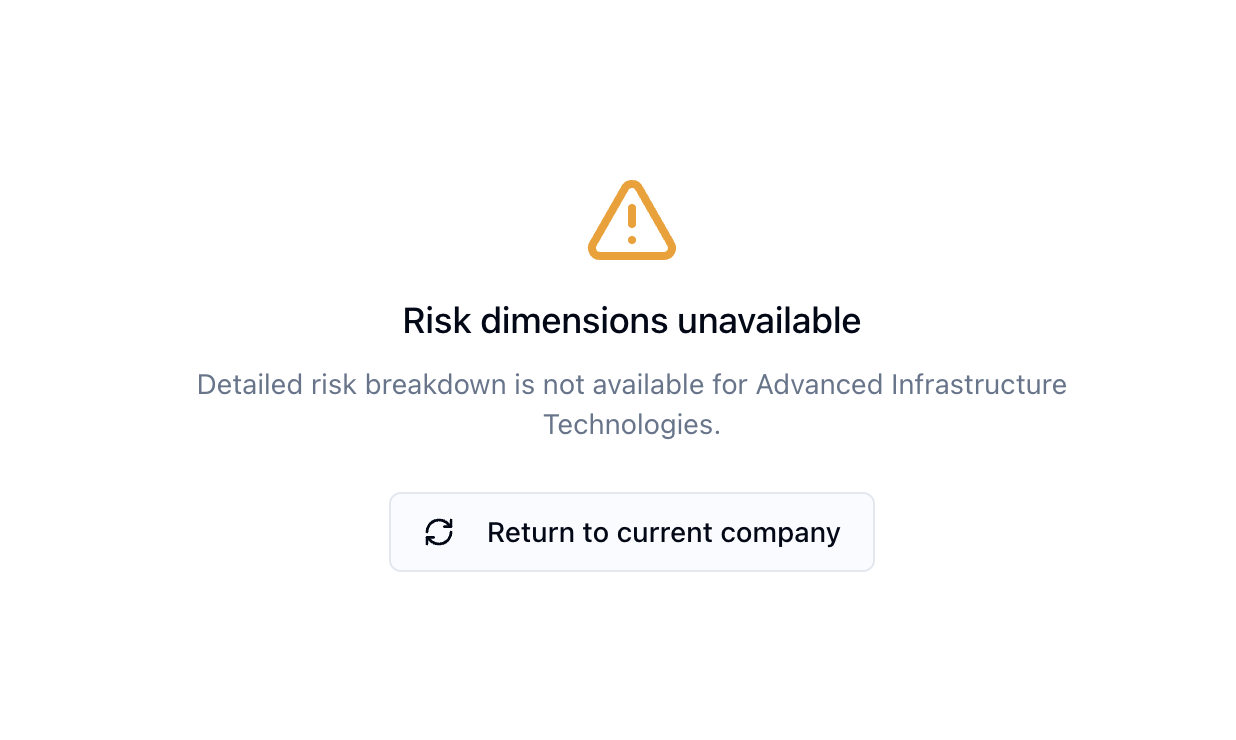 Risk dimensions unavailable
Detailed risk breakdown is not available for Advanced Infrastructure
Technologies.
Return to current company